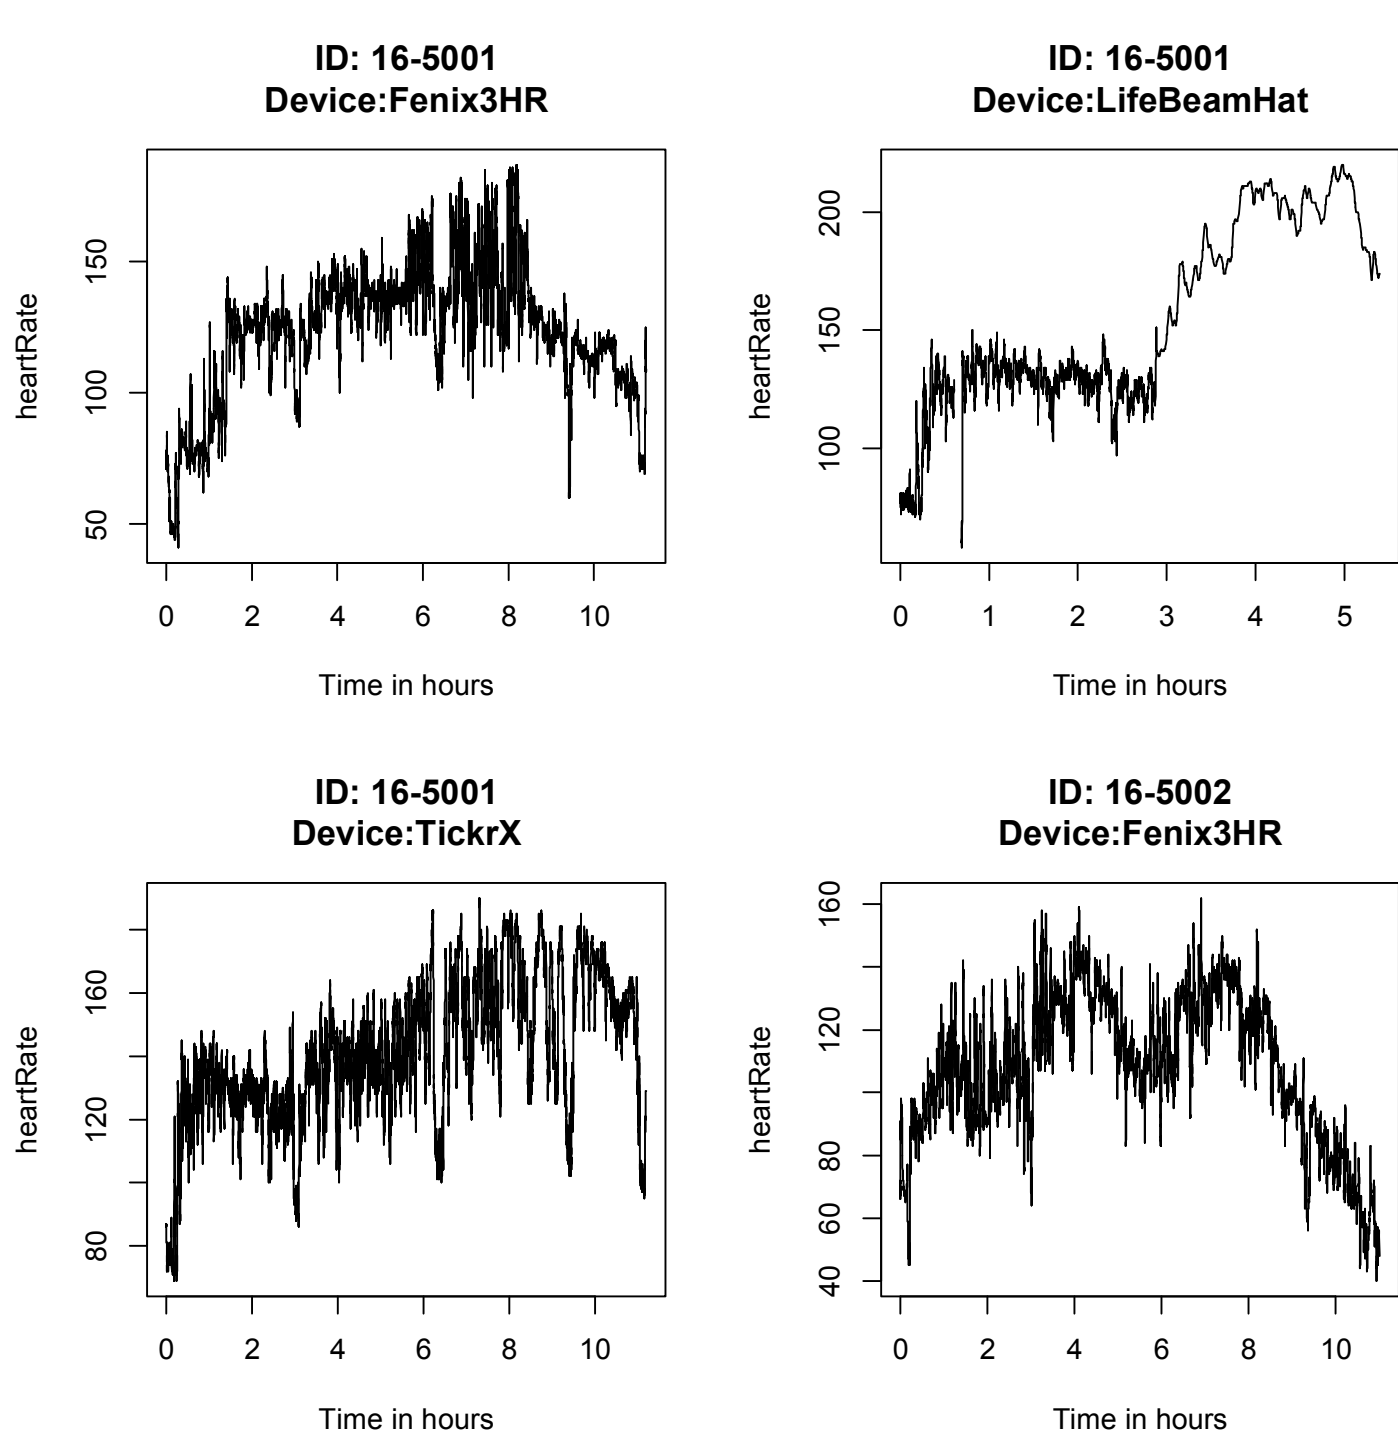 ID: 16-5001
Device:Fenix3HR
heartRate
150
100
50
0 2 4 6 8 10
Time in hours
ID: 16-5001
Device:LifeBeamHat
heartRate
200
150
100
0 1 2 3 4 5
Time in hours
ID: 16-5001
Device:TickrX
heartRate
160
120
80
0 2 4 6 8 10
Time in hours
ID: 16-5002
Device:Fenix3HR
heartRate
160
120
80
60
40
0 2 4 6 8 10
Time in hours